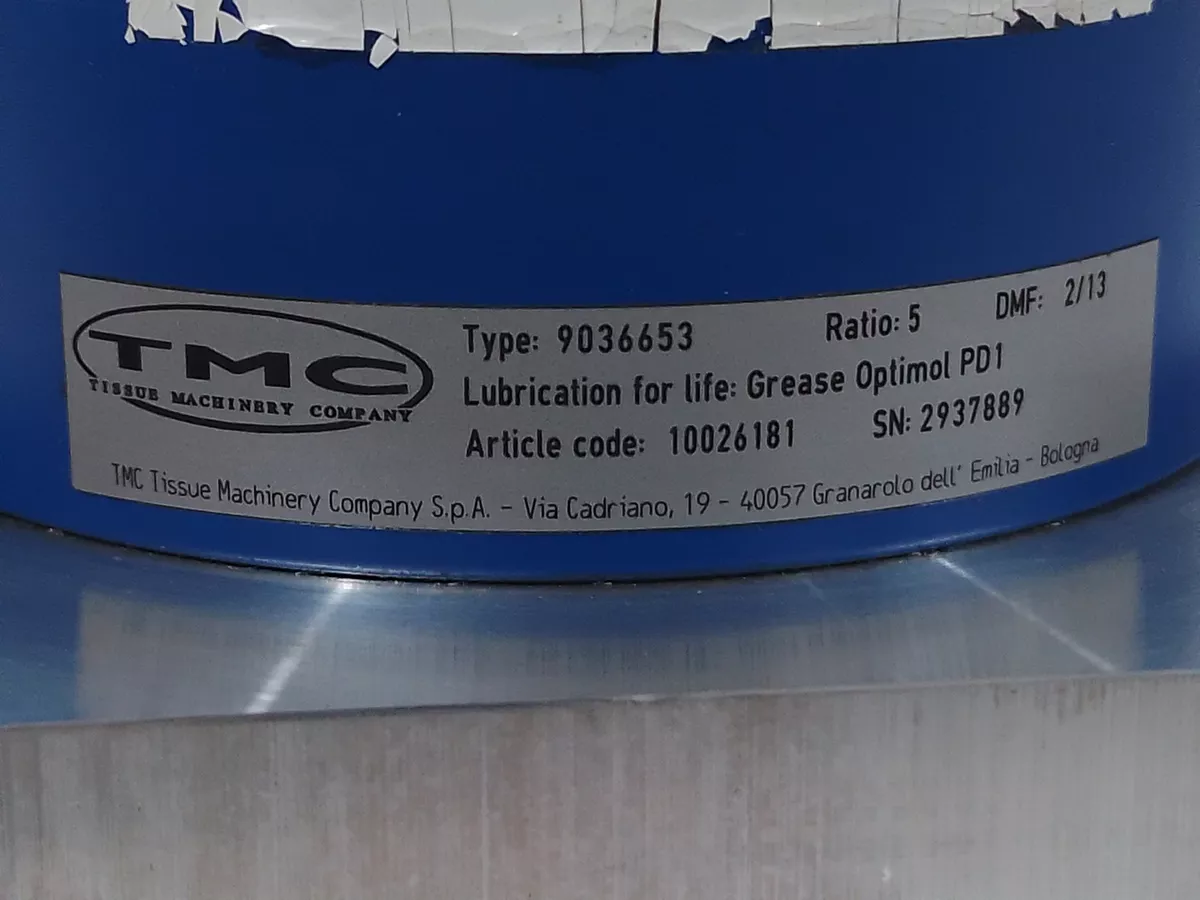 TMC
TISSUE MACHINERY COMPANY
Type: 9036653 Ratio: 5 DMF: 2/13
Lubrication for life: Grease Optimol PD1
Article code: 10026181 SN: 2937889
TMC Tissue Machinery Company S.p.A. - Via Cadriano, 19 - 40057 Granarolo dell' Emilia - Bologna